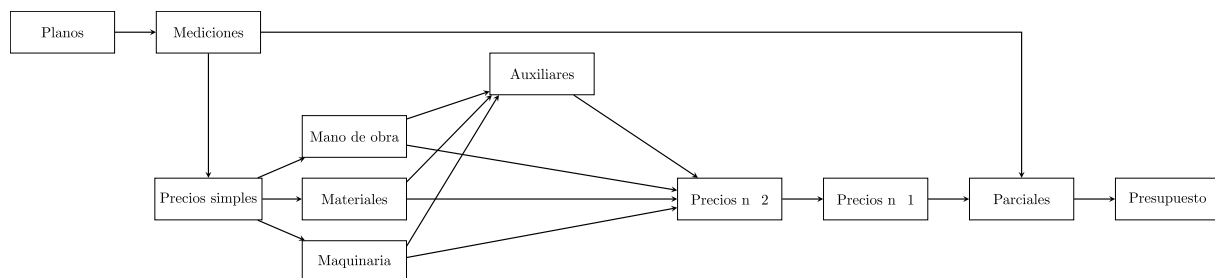 Planos
Mediciones
Auxiliares
Mano de obra
Precios simples
Materiales
Precios n 2
Precios n 1
Parciales
Presupuesto
Maquinaria